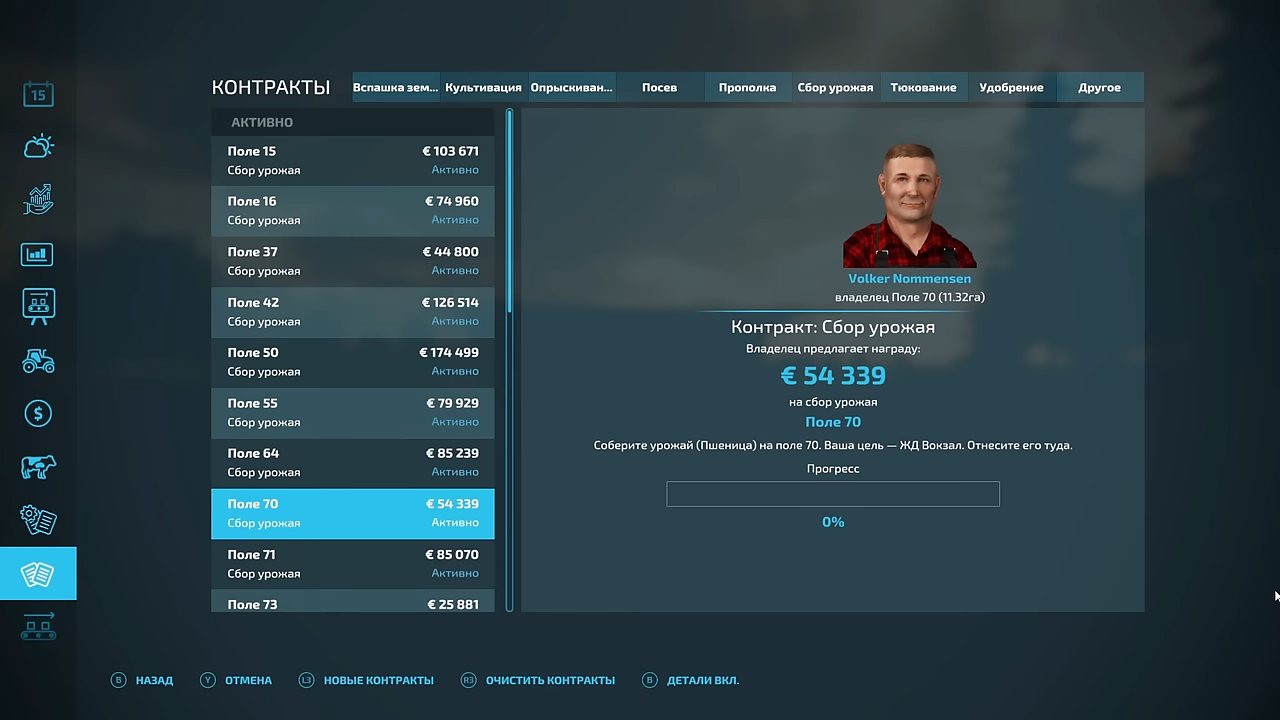 15
КОНТРАКТЫ
Вспашка зем...
Культивация
Опрыскиван...
Посев
Прополка
Сбор урожая
Тюкование
Удобрение
Другое
АКТИВНО
Поле 15 € 103 671
Сбор урожая Активно
Поле 16 € 74 960
Сбор урожая Активно
Поле 37 € 44 800
Сбор урожая Активно
Поле 42 € 126 514
Сбор урожая Активно
Поле 50 € 174 499
Сбор урожая Активно
Поле 55 € 79 929
Сбор урожая Активно
Поле 64 € 85 239
Сбор урожая Активно
Поле 70 € 54 339
Сбор урожая Активно
Поле 71 € 85 070
Сбор урожая Активно
Поле 73 € 25 881
Volker Nommensen
владелец Поле 70 (11.32га)
Контракт: Сбор урожая
Владелец предлагает награду:
€ 54 339
на сбор урожая
Поле 70
Соберите урожай (Пшеница) на поле 70. Ваша цель — ЖД Вокзал. Отнесите его туда.
Прогресс
0%
B НАЗАД
Y ОТМЕНА
L3 НОВЫЕ КОНТРАКТЫ
R3 ОЧИСТИТЬ КОНТРАКТЫ
B ДЕТАЛИ ВКЛ.